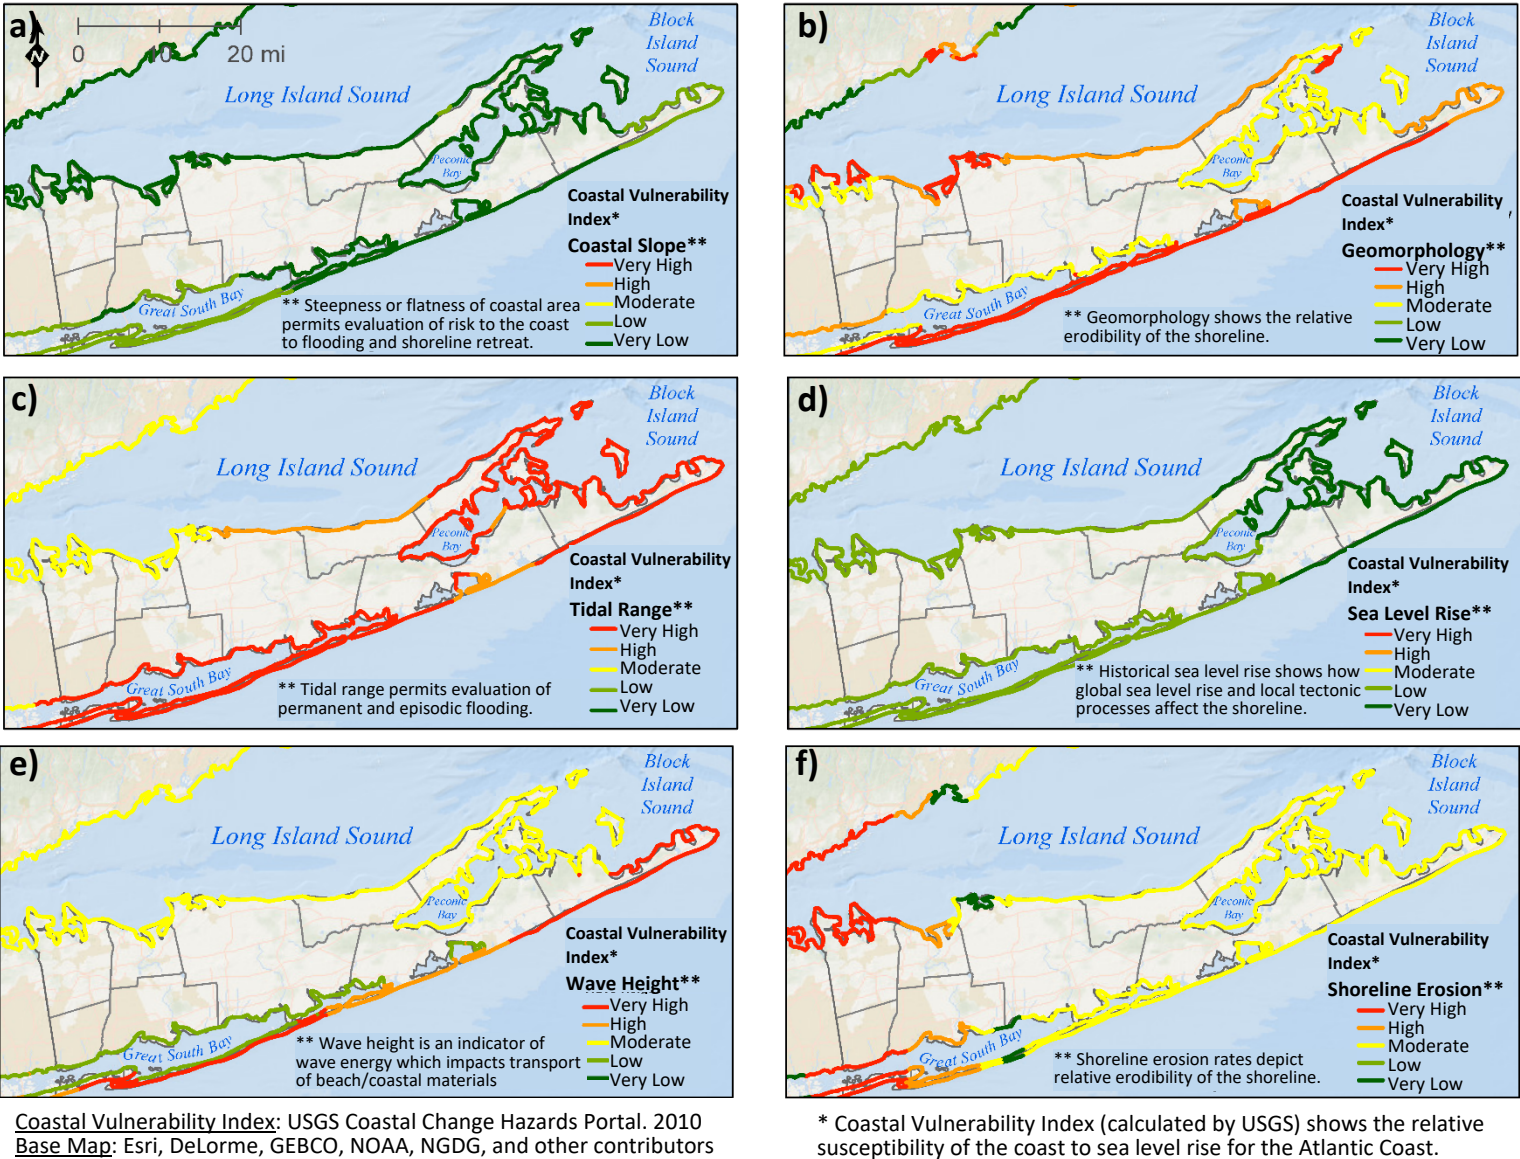 a)
N
0 10 20 mi
Block
Island
Sound
Long Island Sound
Peconic
Bay
Great South Bay
Coastal Vulnerability
Index*
Coastal Slope**
Very High
High
Moderate
Low
Very Low
** Steepness or flatness of coastal area
permits evaluation of risk to the coast
to flooding and shoreline retreat.
b)
Block
Island
Sound
Long Island Sound
Peconic
Bay
Great South Bay
Coastal Vulnerability
Index*
Geomorphology**
Very High
High
Moderate
Low
Very Low
** Geomorphology shows the relative
erodibility of the shoreline.
c)
Block
Island
Sound
Long Island Sound
Peconic
Bay
Great South Bay
Coastal Vulnerability
Index*
Tidal Range**
Very High
High
Moderate
Low
Very Low
** Tidal range permits evaluation of
permanent and episodic flooding.
d)
Block
Island
Sound
Long Island Sound
Peconic
Bay
Great South Bay
Coastal Vulnerability
Index*
Sea Level Rise**
Very High
High
Moderate
Low
Very Low
** Historical sea level rise shows how
global sea level rise and local tectonic
processes affect the shoreline.
e)
Block
Island
Sound
Long Island Sound
Peconic
Bay
Great South Bay
Coastal Vulnerability
Index*
Wave Height**
Very High
High
Moderate
Low
Very Low
** Wave height is an indicator of
wave energy which impacts transport
of beach/coastal materials
f)
Block
Island
Sound
Long Island Sound
Peconic
Bay
Great South Bay
Coastal Vulnerability
Index*
Shoreline Erosion**
Very High
High
Moderate
Low
Very Low
** Shoreline erosion rates depict
relative erodibility of the shoreline.
Coastal Vulnerability Index: USGS Coastal Change Hazards Portal. 2010
Base Map: Esri, DeLorme, GEBCO, NOAA, NGDG, and other contributors
* Coastal Vulnerability Index (calculated by USGS) shows the relative
susceptibility of the coast to sea level rise for the Atlantic Coast.